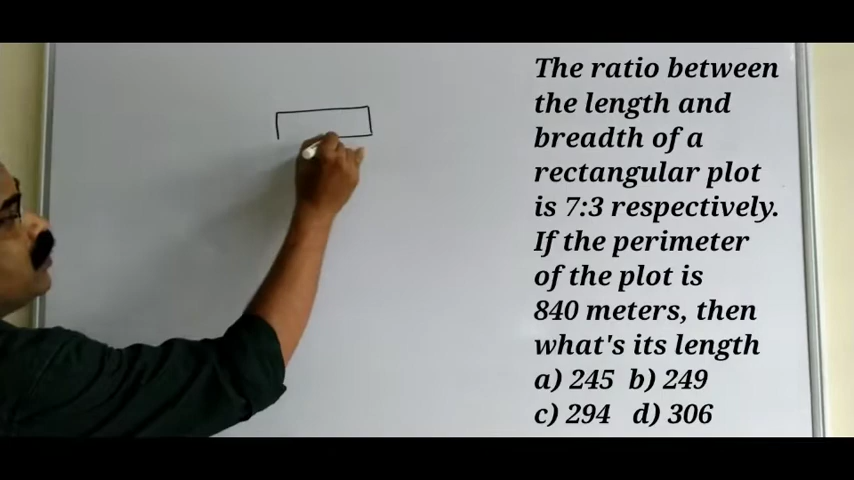 The ratio between
the length and
breadth of a
rectangular plot
is 7:3 respectively.
If the perimeter
of the plot is
840 meters, then
what's its length
a) 245 b) 249
c) 294 d) 306